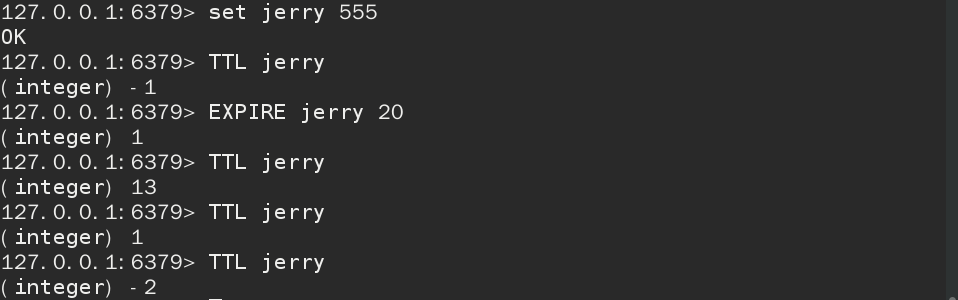 127.0.0.1:6379> set jerry 555
OK
127.0.0.1:6379> TTL jerry
(integer) -1
127.0.0.1:6379> EXPIRE jerry 20
(integer) 1
127.0.0.1:6379> TTL jerry
(integer) 13
127.0.0.1:6379> TTL jerry
(integer) 1
127.0.0.1:6379> TTL jerry
(integer) -2